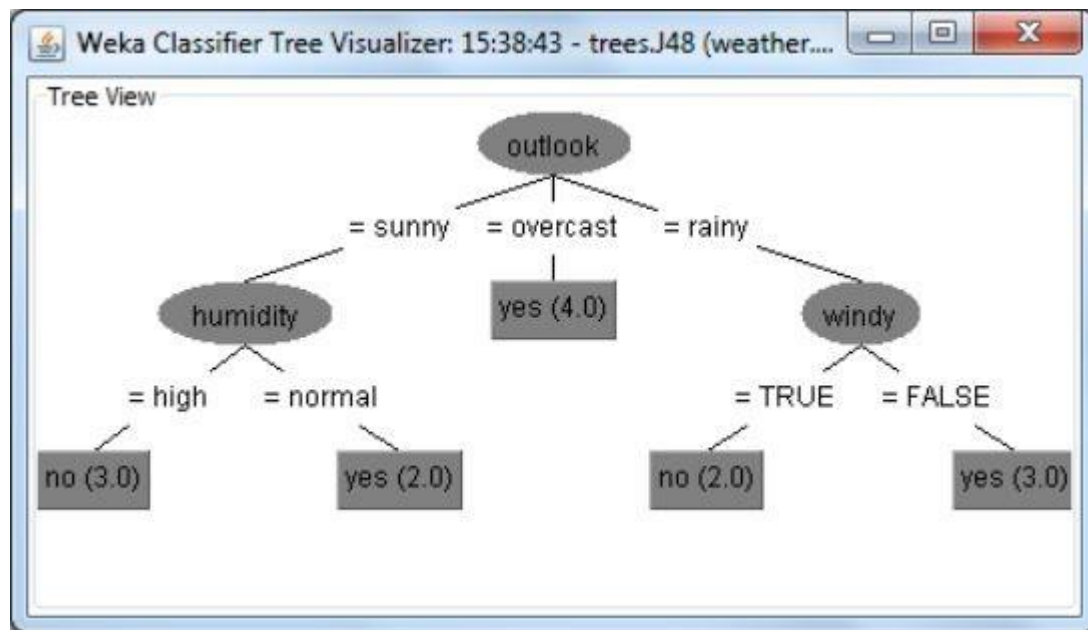 Weka Classifier Tree Visualizer: 15:38:43 - trees.J48 (weather....
Tree View
outlook
= sunny = overcast = rainy
humidity yes (4.0) windy
= high = normal = TRUE = FALSE
no (3.0) yes (2.0) no (2.0) yes (3.0)